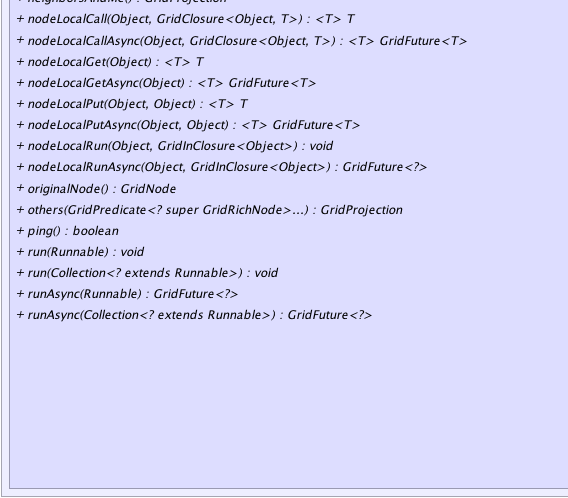 + neighborsAndMe() : GridProjection
+ nodeLocalCall(Object, GridClosure<Object, T>) : <T> T
+ nodeLocalCallAsync(Object, GridClosure<Object, T>) : <T> GridFuture<T>
+ nodeLocalGet(Object) : <T> T
+ nodeLocalGetAsync(Object) : <T> GridFuture<T>
+ nodeLocalPut(Object, Object) : <T> T
+ nodeLocalPutAsync(Object, Object) : <T> GridFuture<T>
+ nodeLocalRun(Object, GridInClosure<Object>) : void
+ nodeLocalRunAsync(Object, GridInClosure<Object>) : GridFuture<?>
+ originalNode() : GridNode
+ others(GridPredicate<? super GridRichNode>...) : GridProjection
+ ping() : boolean
+ run(Runnable) : void
+ run(Collection<? extends Runnable>) : void
+ runAsync(Runnable) : GridFuture<?>
+ runAsync(Collection<? extends Runnable>) : GridFuture<?>